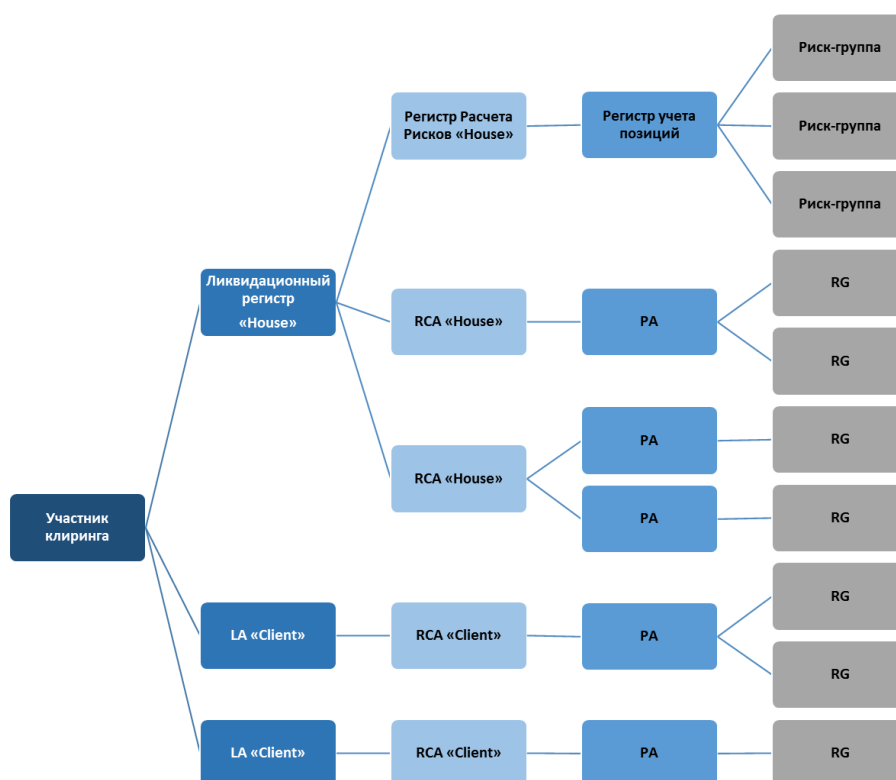 Риск-группа
Регистр Расчета
Рисков «House»
Регистр учета
позиций
Риск-группа
Риск-группа
Ликвидационный
регистр
«House»
RG
RCA «House»
PA
RG
PA
RG
RCA «House»
PA
RG
Участник
клиринга
RG
LA «Client»
RCA «Client»
PA
RG
LA «Client»
RCA «Client»
PA
RG